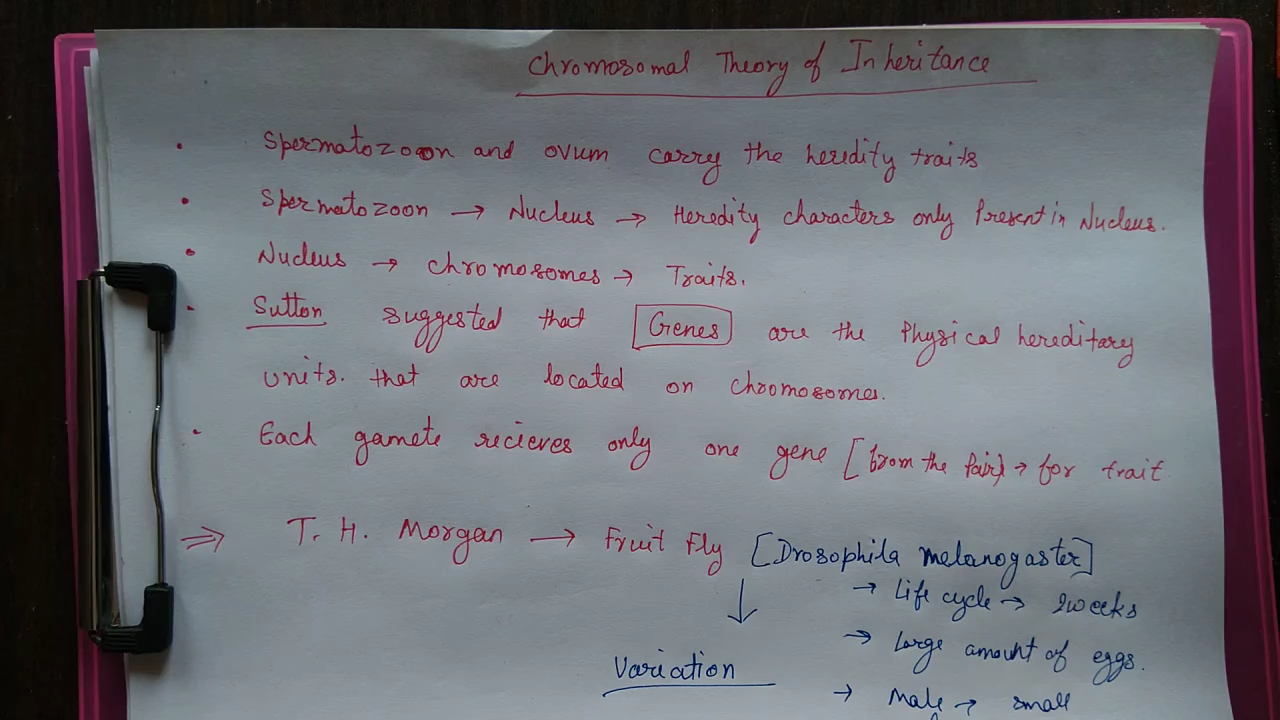 Chromosomal Theory of Inheritance
• Spermatozoon and ovum carry the heredity traits
• Spermatozoon → Nucleus → Heredity characters only Present in Nucleus.
• Nucleus → chromosomes → Traits.
• Sutton suggested that Genes are the Physical hereditary
units. that are located on chromosomes.
• Each gamete recieves only one gene [from the pair] → for trait
⇒ T. H. Morgan → Fruit Fly [Drosophila melanogaster]
→ Life cycle → 2weeks
→ Large amount of eggs.
Variation
→ Male → small